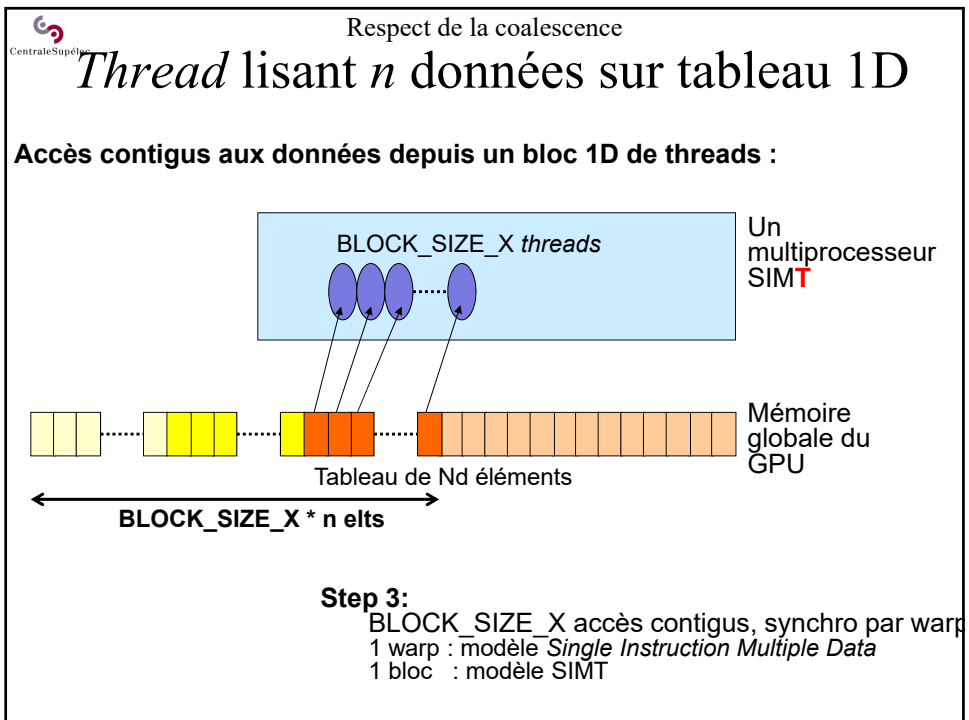 Respect de la coalescence
CentraleSupélec
Thread lisant n données sur tableau 1D
Accès contigus aux données depuis un bloc 1D de threads :
BLOCK_SIZE_X threads
Un
multiprocesseur
SIMT
Mémoire
globale du
GPU
Tableau de Nd éléments
BLOCK_SIZE_X * n elts
Step 3:
BLOCK_SIZE_X accès contigus, synchro par warp
1 warp : modèle Single Instruction Multiple Data
1 bloc : modèle SIMT